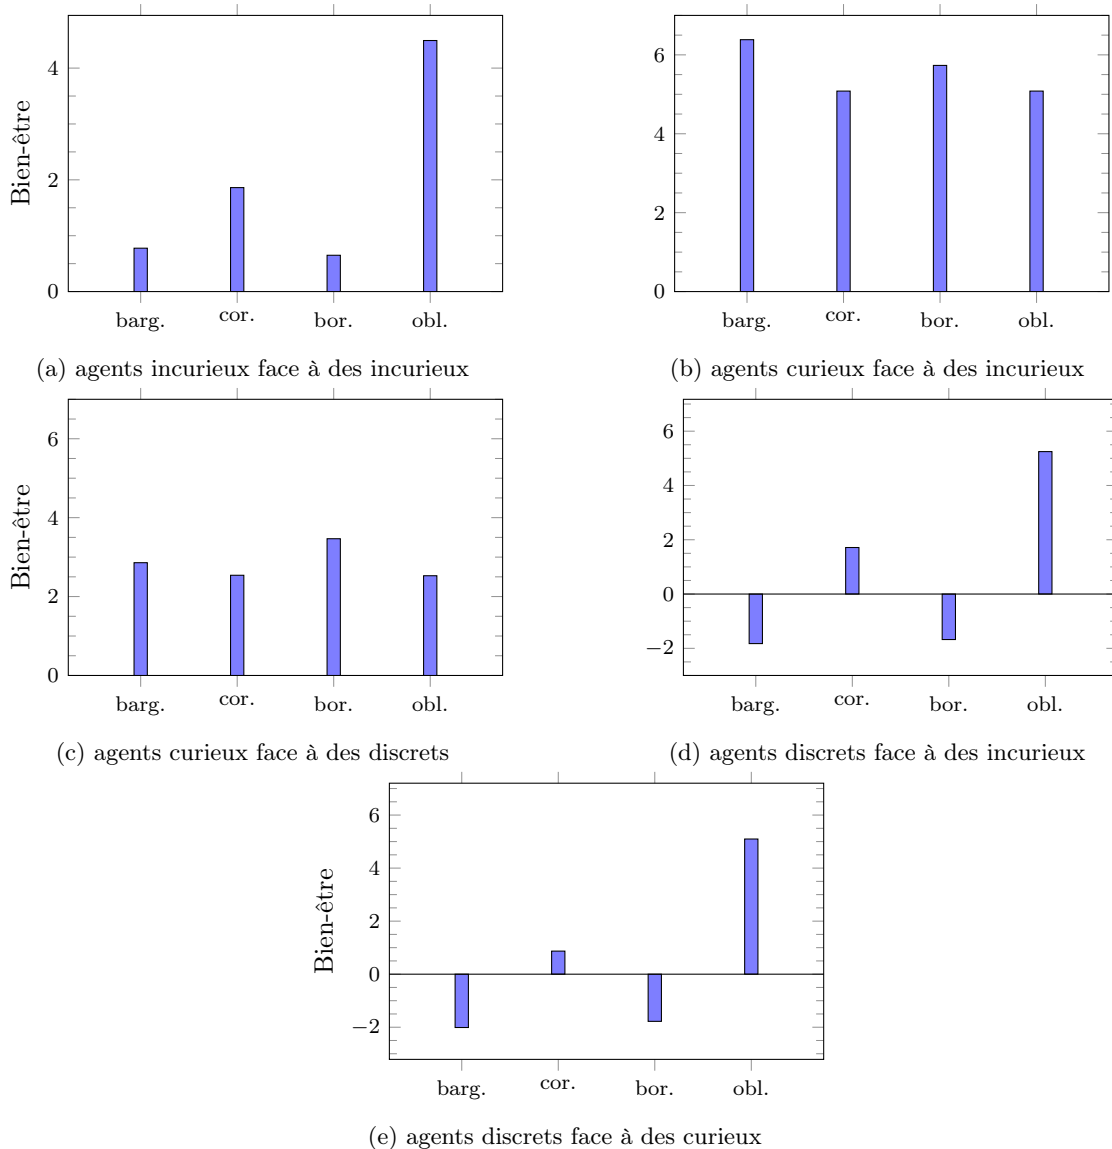 4
2
0
Bien-être
barg. cor. bor. obl.
(a) agents incurieux face à des incurieux
6
4
2
0
barg. cor. bor. obl.
(b) agents curieux face à des incurieux
6
4
2
0
Bien-être
barg. cor. bor. obl.
(c) agents curieux face à des discrets
6
4
2
0
−2
barg. cor. bor. obl.
(d) agents discrets face à des incurieux
6
4
2
0
−2
Bien-être
barg. cor. bor. obl.
(e) agents discrets face à des curieux